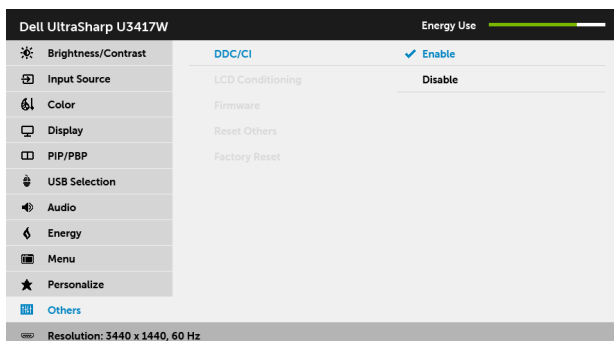 Dell UltraSharp U3417W Energy Use
Brightness/Contrast DDC/CI Enable
Input Source LCD Conditioning Disable
Color Firmware
Display Reset Others
PIP/PBP Factory Reset
USB Selection
Audio
Energy
Menu
Personalize
Others
Resolution: 3440 x 1440, 60 Hz